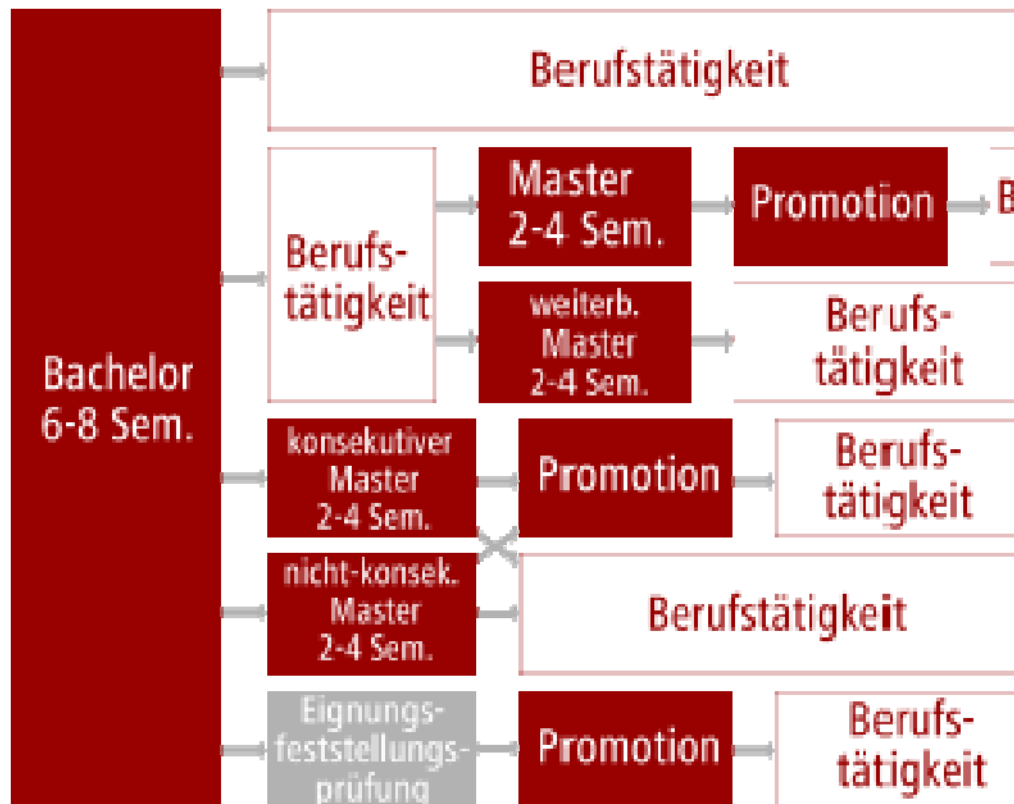 Bachelor
6-8 Sem.
Berufstätigkeit
Berufs-
tätigkeit
Master
2-4 Sem.
Promotion
B
weiterb.
Master
2-4 Sem.
Berufs-
tätigkeit
konsekutiver
Master
2-4 Sem.
Promotion
Berufs-
tätigkeit
nicht-konsek.
Master
2-4 Sem.
Berufstätigkeit
Eignungs-
feststellungs-
prüfung
Promotion
Berufs-
tätigkeit